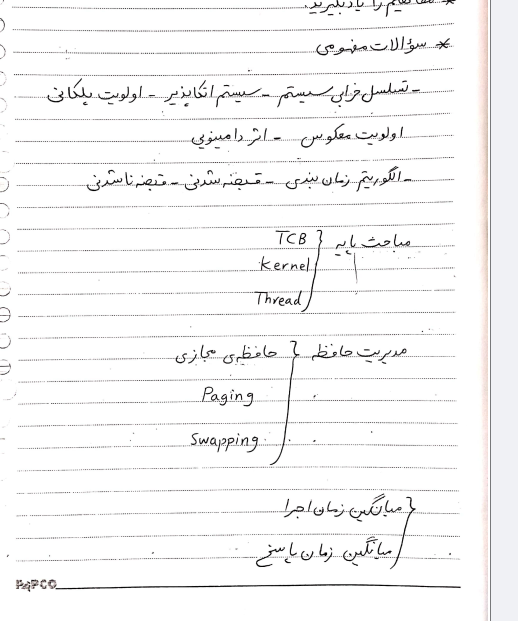 * مفاهیم را یاد بگیرید.
* سؤالات مفهومی
- تسلسل خرابی سیستم - سیستم اتکاپذیر - اولویت پلکانی
اولویت معکوس - اثر دامینویی
- الگوریتم زمان بندی - قبضه شدنی - قبضه ناشدنی
مباحث پایه { TCB
Kernel
Thread
مدیریت حافظه { حافظه‌ی مجازی
Paging
Swapping
{ میانگین زمان اجرا
میانگین زمان پاسخ
PAPCO